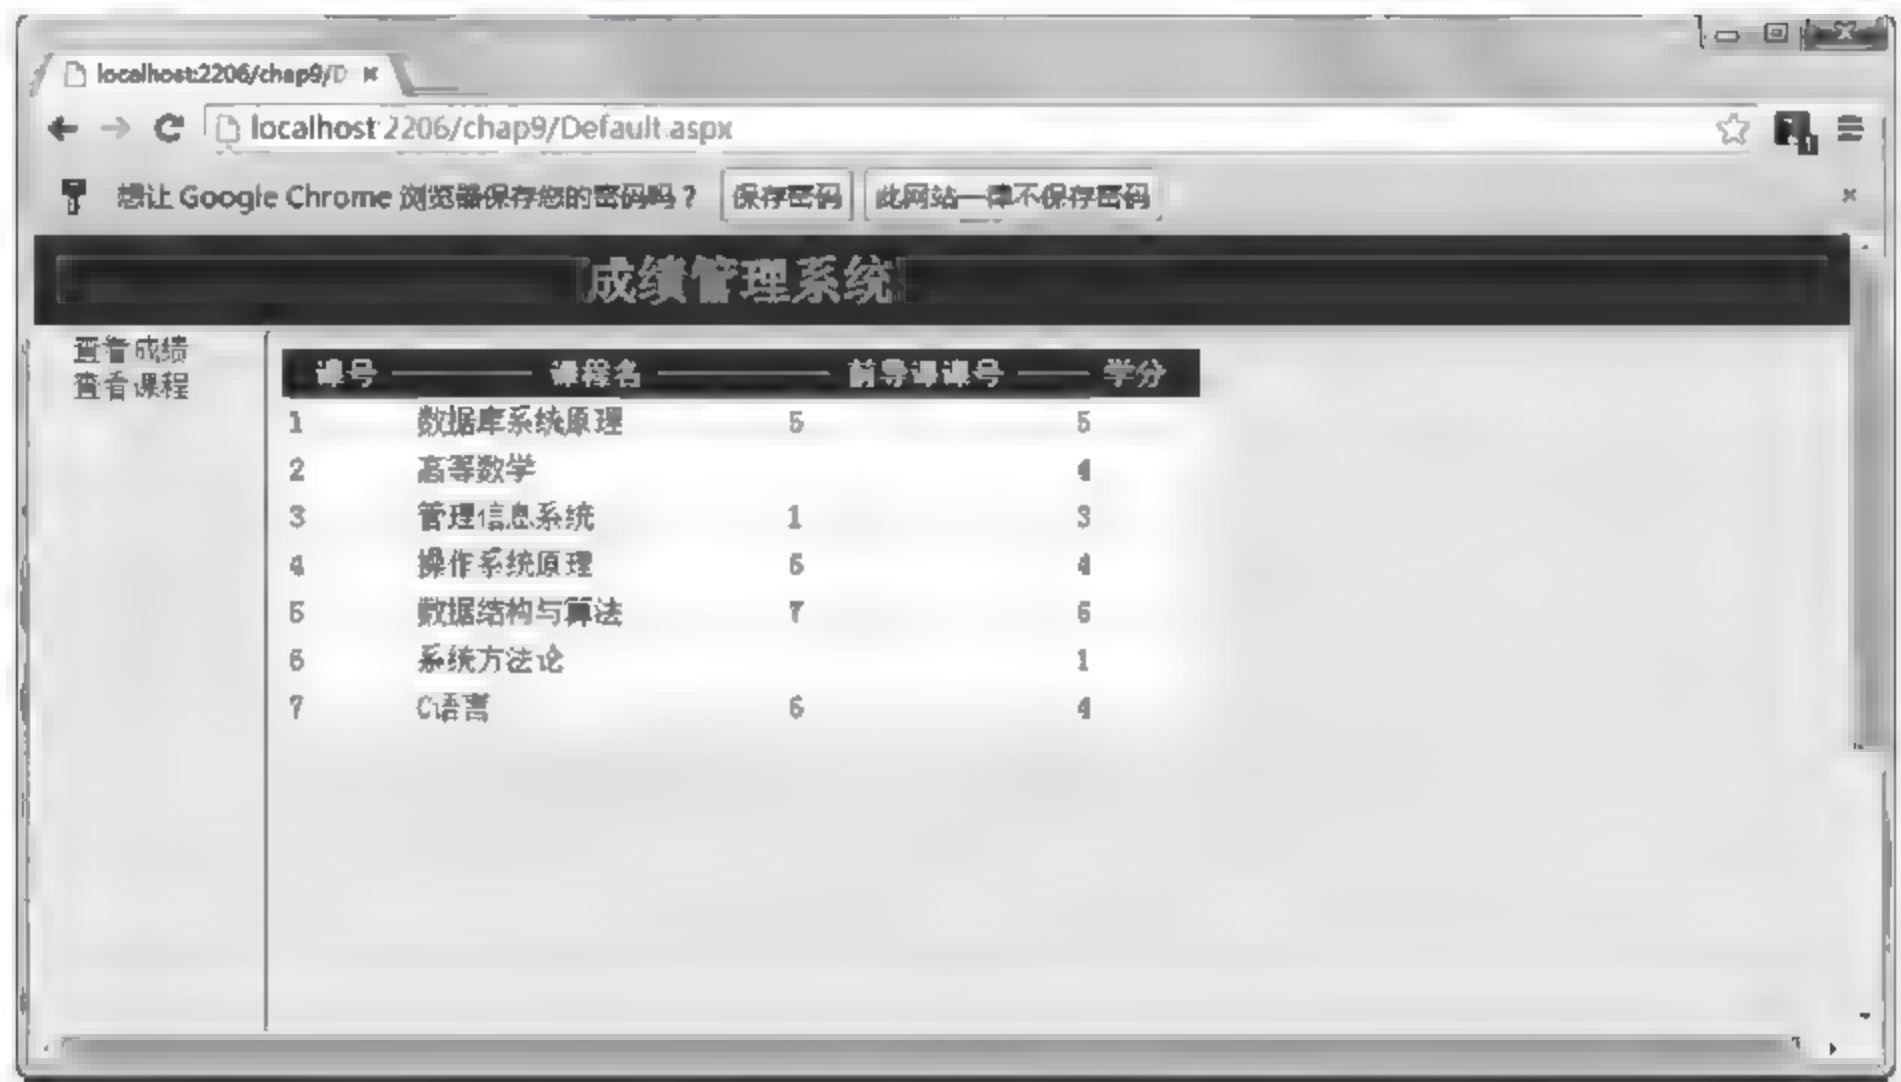 localhost:2206/chap9/D
localhost:2206/chap9/Default.aspx
想让 Google Chrome 浏览器保存您的密码吗？ 保存密码 此网站一律不保存密码
成绩管理系统
查看成绩
查看课程
课号 课程名 前导课课号 学分
1 数据库系统原理 5 5
2 高等数学 4
3 管理信息系统 1 3
4 操作系统原理 6 4
5 数据结构与算法 7 6
6 系统方法论 1
7 C语言 6 4